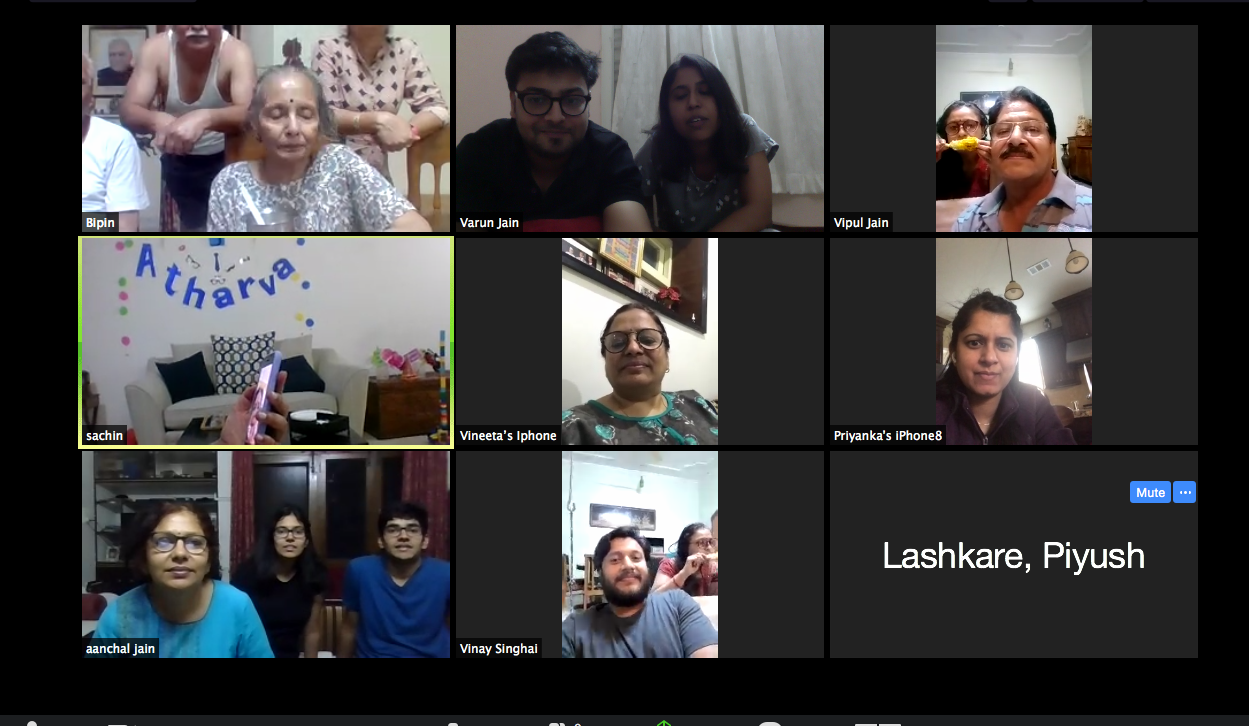 Bipin
Varun Jain
Vipul Jain
Atharva
sachin
Vineeta's Iphone
Priyanka's iPhone8
Mute
Lashkare, Piyush
aanchal jain
Vinay Singhai